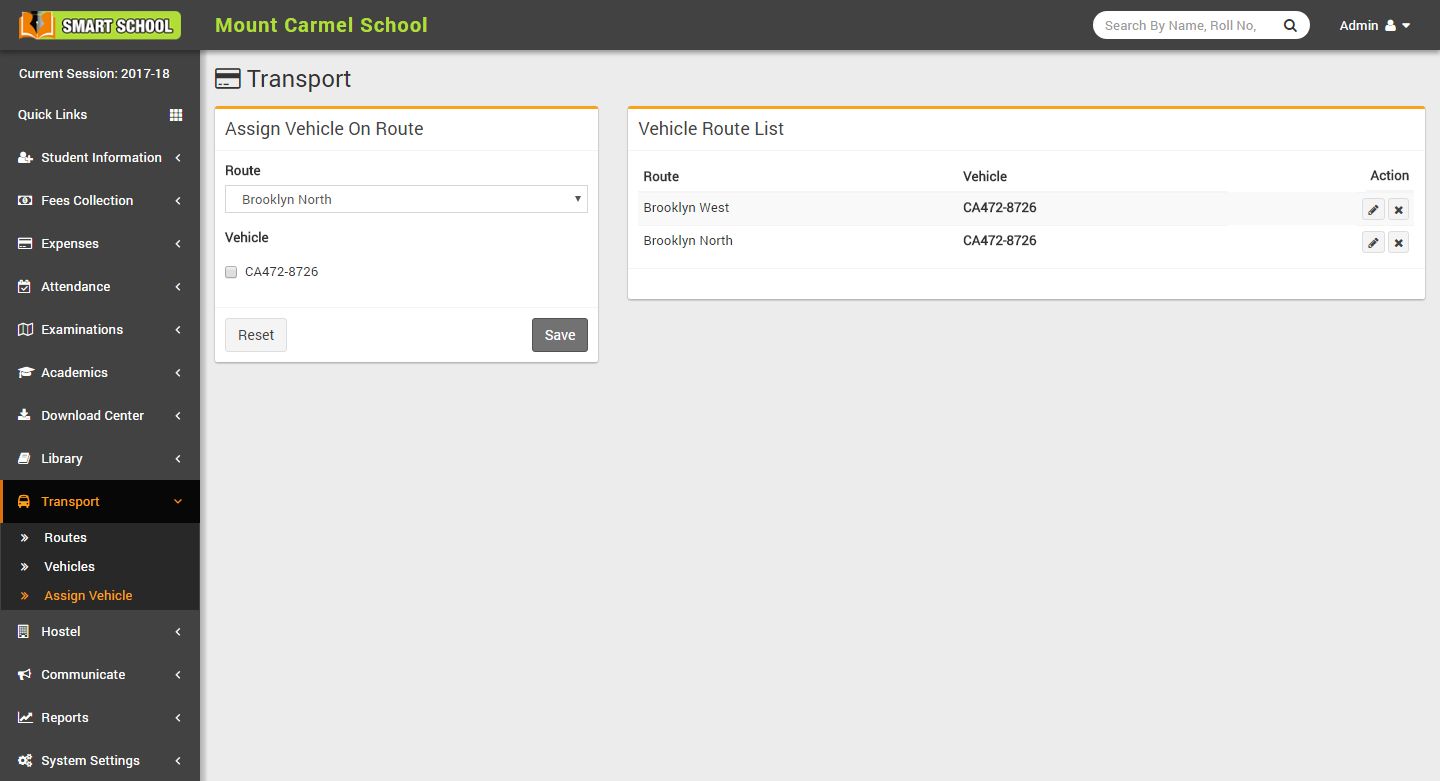 SMART SCHOOL
Mount Carmel School
Search By Name, Roll No,
Admin
Current Session: 2017-18
Quick Links
Student Information
Fees Collection
Expenses
Attendance
Examinations
Academics
Download Center
Library
Transport
Routes
Vehicles
Assign Vehicle
Hostel
Communicate
Reports
System Settings
Transport
Assign Vehicle On Route
Route
Brooklyn North
Vehicle
CA472-8726
Reset Save
Vehicle Route List
Route Vehicle Action
Brooklyn West CA472-8726
Brooklyn North CA472-8726